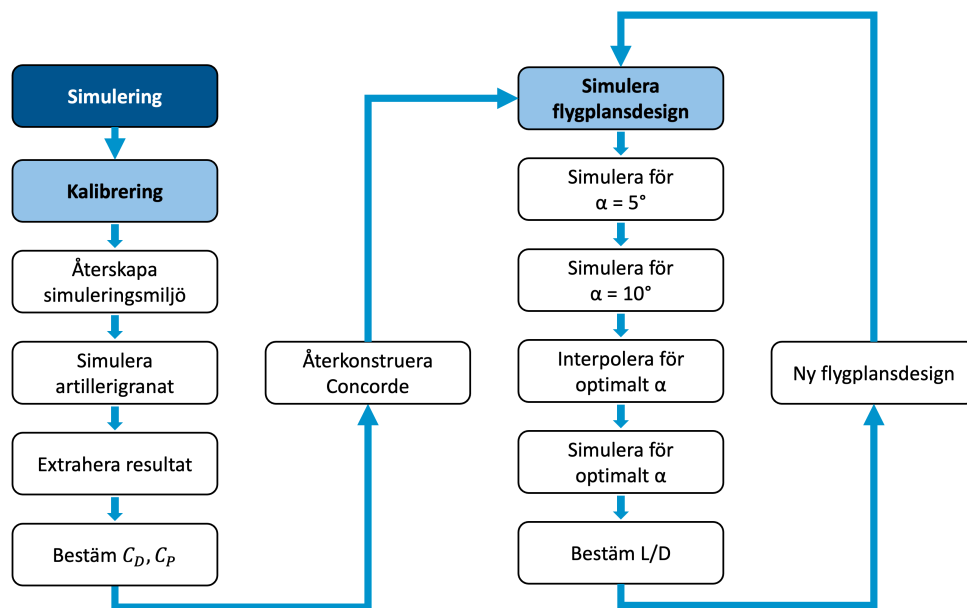 Simulering
Kalibrering
Återskapa
simuleringsmiljö
Simulera
artillerigranat
Extrahera resultat
Bestäm C_D, C_P
Återkonstruera
Concorde
Simulera
flygplansdesign
Simulera för
α = 5°
Simulera för
α = 10°
Interpolera för
optimalt α
Simulera för
optimalt α
Bestäm L/D
Ny flygplansdesign